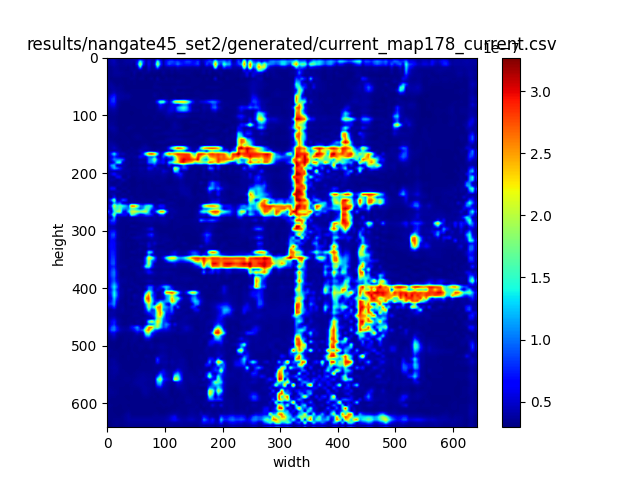 results/nangate45_set2/generated/current_map178_current.csv
1e−7
0
100
200
300
400
500
600
height
0 100 200 300 400 500 600
width
3.0
2.5
2.0
1.5
1.0
0.5